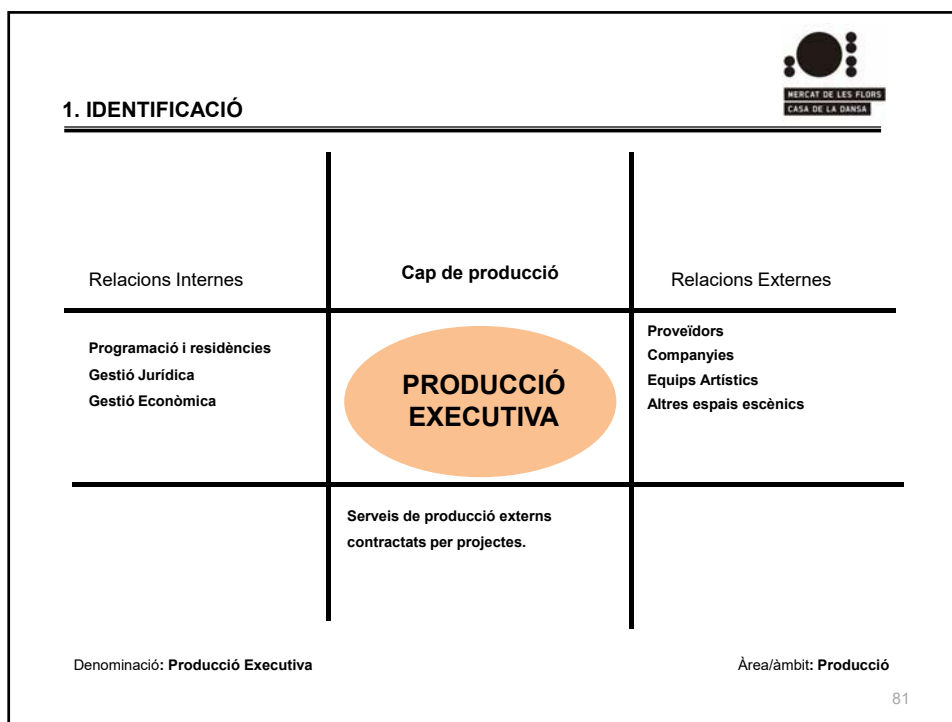 MERCAT DE LES FLORS
CASA DE LA DANSA
1. IDENTIFICACIÓ
Relacions Internes
Cap de producció
Relacions Externes
Programació i residències
Gestió Jurídica
Gestió Econòmica
PRODUCCIÓ
EXECUTIVA
Proveïdors
Companyies
Equips Artístics
Altres espais escènics
Serveis de producció externs
contractats per projectes.
Denominació: Producció Executiva
Àrea/àmbit: Producció
81